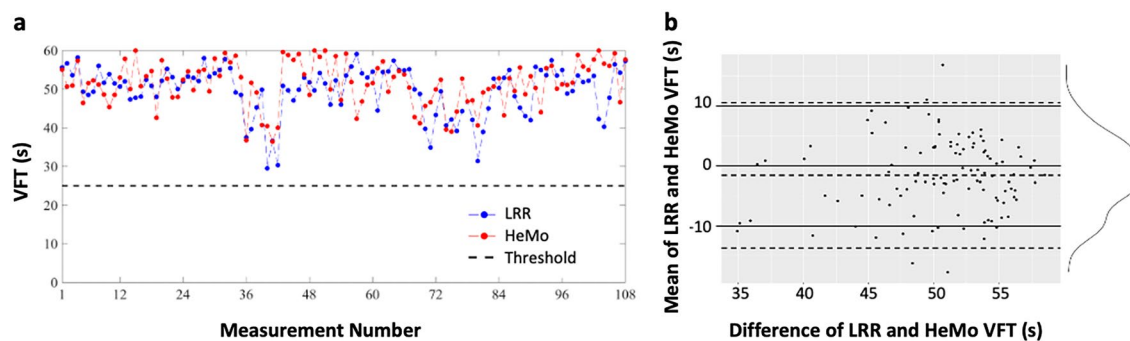 a
VFT (s)
60
50
40
30
20
10
0
LRR
HeMo
Threshold
1 12 24 36 48 60 72 84 96 108
Measurement Number
b
Mean of LRR and HeMo VFT (s)
10
0
-10
35 40 45 50 55
Difference of LRR and HeMo VFT (s)